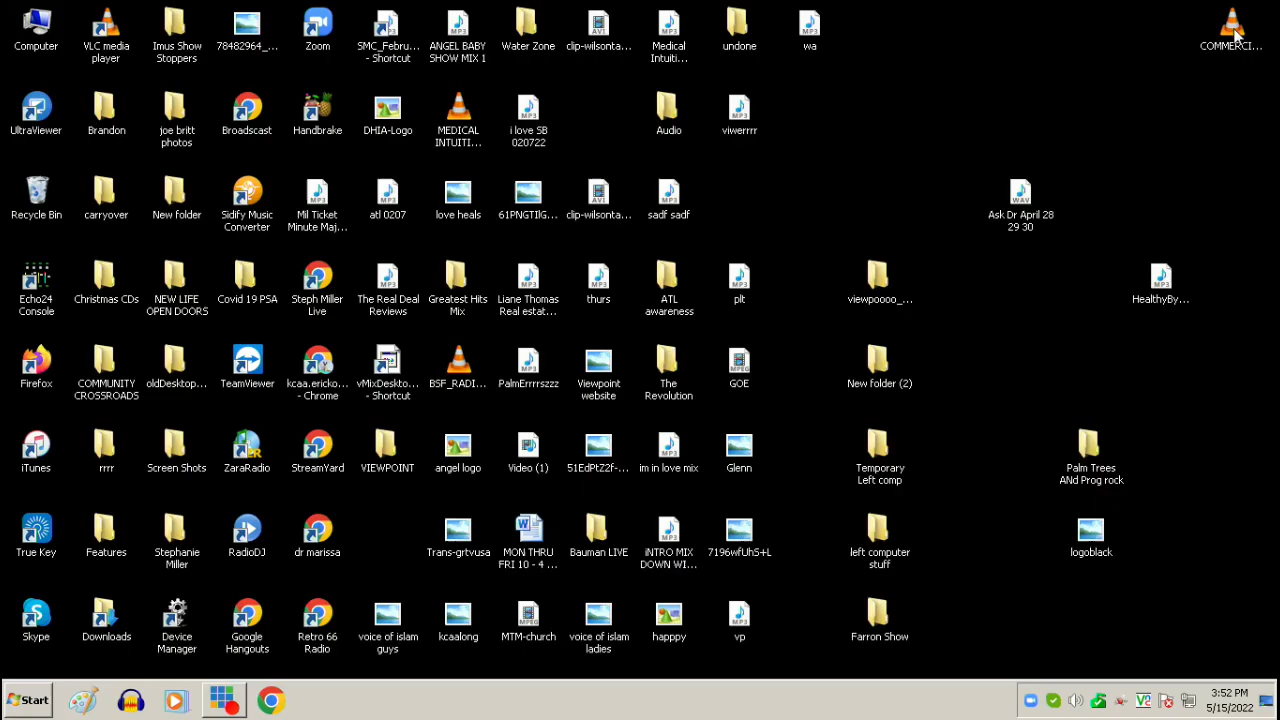 Computer
VLC media
player
Imus Show
Stoppers
78482964_...
Zoom
SMC_Febru...
- Shortcut
ANGEL BABY
SHOW MIX 1
Water Zone
clip-wilsonta...
Medical
Intuiti...
undone
wa
COMMERCI...
UltraViewer
Brandon
joe britt
photos
Broadscast
Handbrake
DHIA-Logo
MEDICAL
INTUITI...
i love SB
020722
Audio
viwerrrr
Recycle Bin
carryover
New folder
Sidify Music
Converter
Mil Ticket
Minute Maj...
atl 0207
love heals
61PNGTIlG...
clip-wilsonta...
sadf sadf
Ask Dr April 28
29 30
Echo24
Console
Christmas CDs
NEW LIFE
OPEN DOORS
Covid 19 PSA
Steph Miller
Live
The Real Deal
Reviews
Greatest Hits
Mix
Liane Thomas
Real estat...
thurs
ATL
awareness
plt
viewpoooo_...
HealthyBy...
Firefox
COMMUNITY
CROSSROADS
oldDesktop...
TeamViewer
kcaa.ericko...
- Chrome
vMixDeskto...
- Shortcut
BSF_RADI...
PalmErrrrszzz
Viewpoint
website
The
Revolution
GOE
New folder (2)
iTunes
rrrr
Screen Shots
ZaraRadio
StreamYard
VIEWPOINT
angel logo
Video (1)
51EdPtZ2f-...
im in love mix
Glenn
Temporary
Left comp
Palm Trees
ANd Prog rock
True Key
Features
Stephanie
Miller
RadioDJ
dr marissa
Trans-grtvusa
MON THRU
FRI 10 - 4 ...
Bauman LIVE
iNTRO MIX
DOWN WI...
7196wfUhS+L
left computer
stuff
logoblack
Skype
Downloads
Device
Manager
Google
Hangouts
Retro 66
Radio
voice of islam
guys
kcaalong
MTM-church
voice of islam
ladies
happpy
vp
Farron Show
Start
3:52 PM
5/15/2022